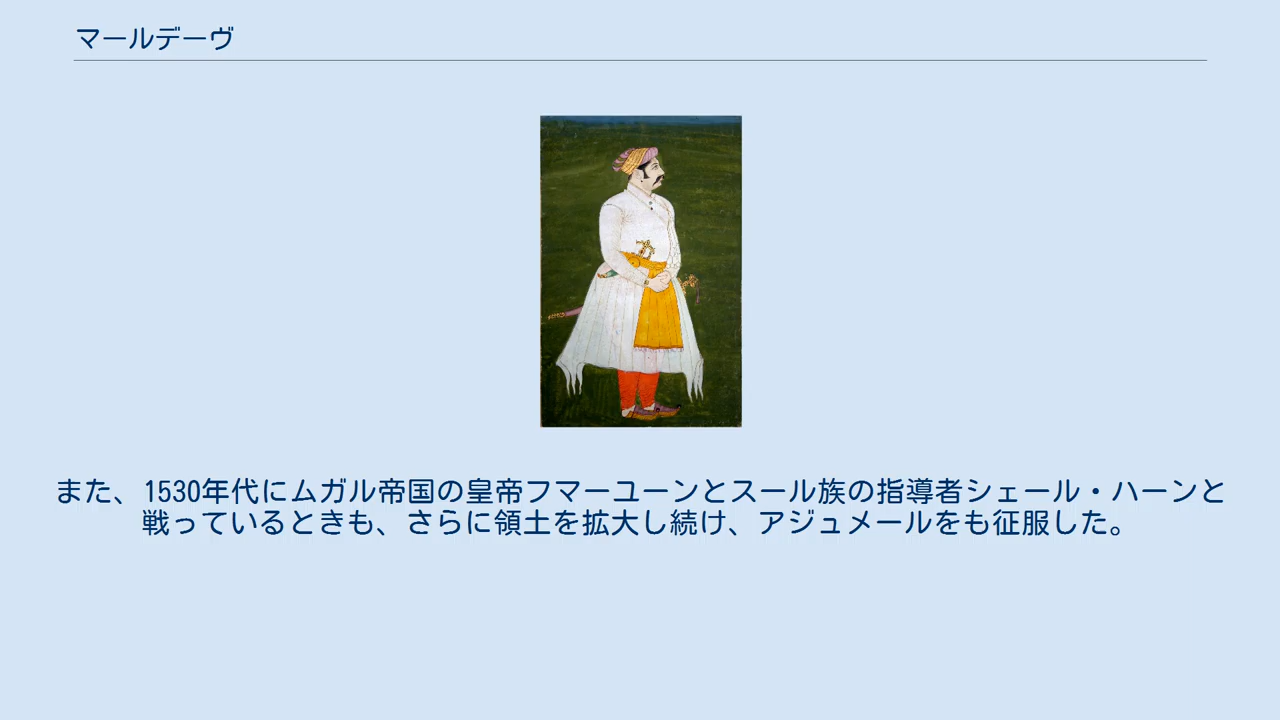 マールデーヴ
また、1530年代にムガル帝国の皇帝フマーユーンとスール族の指導者シェール・ハーンと
戦っているときも、さらに領土を拡大し続け、アジュメールをも征服した。